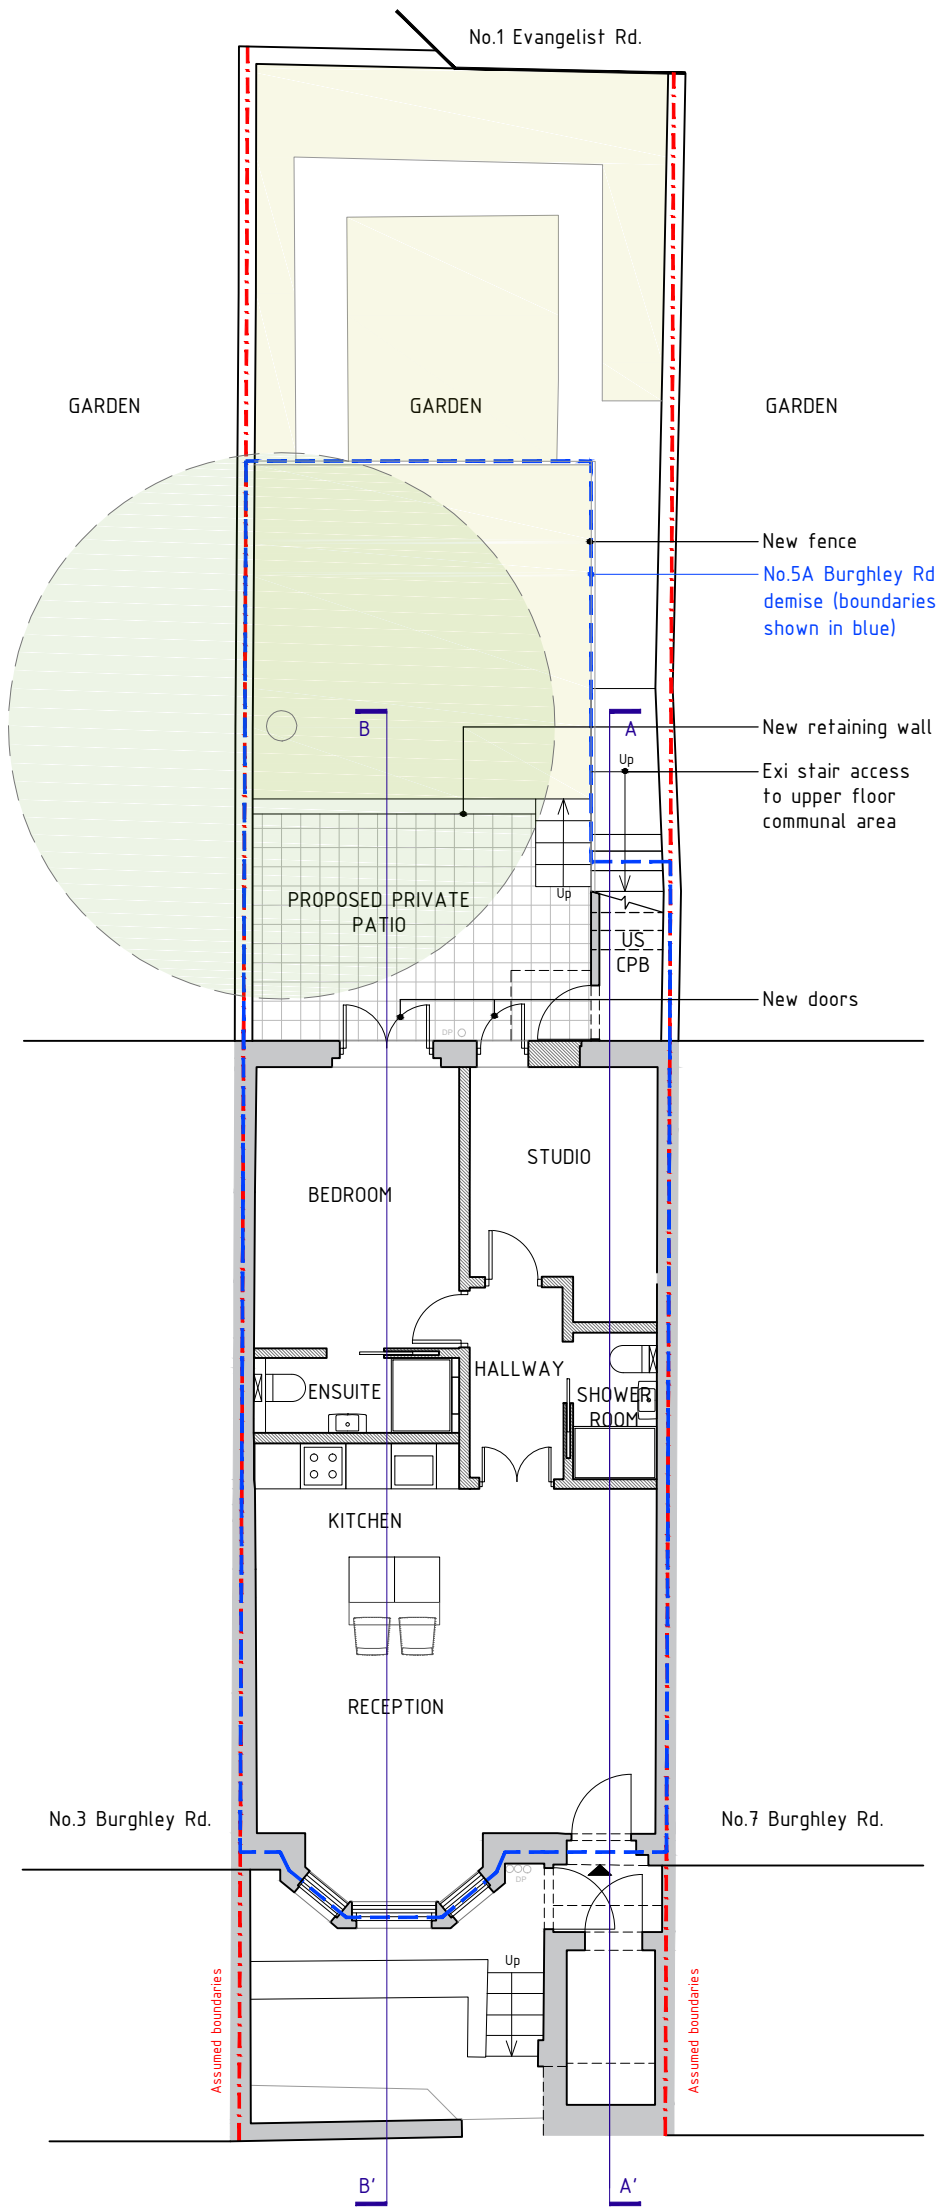 No.1 Evangelist Rd.
GARDEN
GARDEN
GARDEN
New fence
No.5A Burghley Rd
demise (boundaries
shown in blue)
B
A
New retaining wall
Up
Exi stair access
to upper floor
communal area
Up
PROPOSED PRIVATE
PATIO
US
CPB
New doors
DP
STUDIO
BEDROOM
HALLWAY
ENSUITE
SHOWER
ROOM
KITCHEN
RECEPTION
No.3 Burghley Rd.
No.7 Burghley Rd.
DP
Up
Assumed boundaries
Assumed boundaries
B'
A'